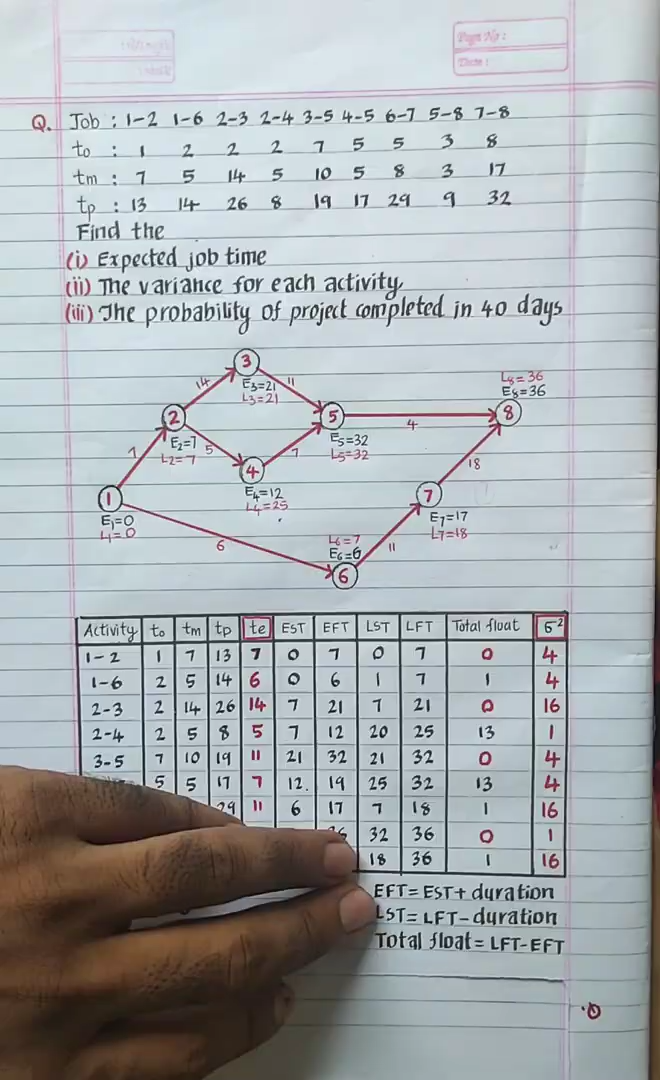 Page No :
Date :
Q. Job : 1-2 1-6 2-3 2-4 3-5 4-5 6-7 5-8 7-8
to : 1 2 2 2 7 5 5 3 8
tm : 7 5 14 5 10 5 8 3 17
tp : 13 14 26 8 19 17 29 9 32
Find the
(i) Expected job time
(ii) The variance for each activity
(iii) The probability of project completed in 40 days
3
E3=21
L3=21
14
11
L8=36
E8=36
8
2
E2=7
L2=7
5
E5=32
L5=32
4
7
5
7
4
E4=12
L4=25
18
1
E1=0
L1=0
7
E7=17
L7=18
6
L6=7
E6=6
11
6
Activity to tm tp te EST EFT LST LFT Total float σ²
1-2 1 7 13 7 0 7 0 7 0 4
1-6 2 5 14 6 0 6 1 7 1 4
2-3 2 14 26 14 7 21 7 21 0 16
2-4 2 5 8 5 7 12 20 25 13 1
3-5 7 10 19 11 21 32 21 32 0 4
5 5 17 7 12. 19 25 32 13 4
29 11 6 17 7 18 1 16
32 36 0 1
18 36 1 16
EFT = EST + duration
LST = LFT - duration
Total float = LFT - EFT